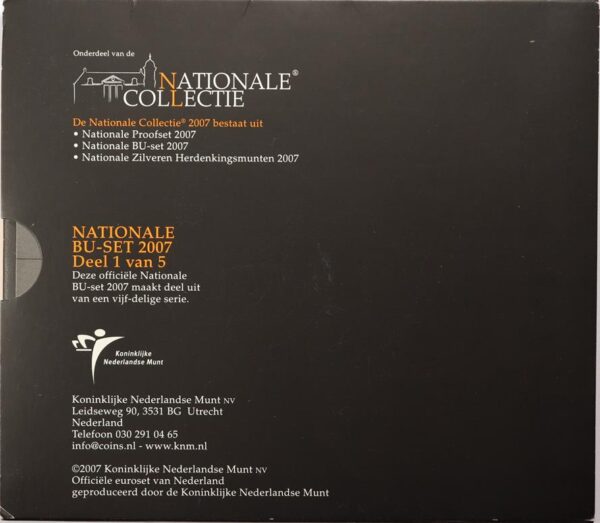 Onderdeel van de
NATIONALE®
COLLECTIE
De Nationale Collectie® 2007 bestaat uit
• Nationale Proofset 2007
• Nationale BU-set 2007
• Nationale Zilveren Herdenkingsmunten 2007
NATIONALE
BU-SET 2007
Deel 1 van 5
Deze officiële Nationale
BU-set 2007 maakt deel uit
van een vijf-delige serie.
Koninklijke
Nederlandse Munt
Koninklijke Nederlandse Munt NV
Leidseweg 90, 3531 BG Utrecht
Nederland
Telefoon 030 291 04 65
info@coins.nl - www.knm.nl
©2007 Koninklijke Nederlandse Munt NV
Officiële euroset van Nederland
geproduceerd door de Koninklijke Nederlandse Munt